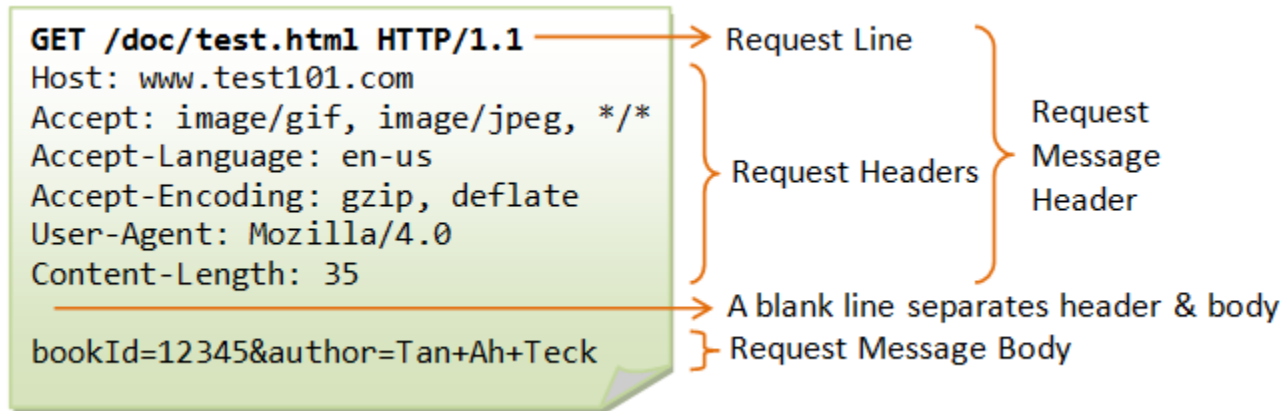 GET /doc/test.html HTTP/1.1
Host: www.test101.com
Accept: image/gif, image/jpeg, */*
Accept-Language: en-us
Accept-Encoding: gzip, deflate
User-Agent: Mozilla/4.0
Content-Length: 35
bookId=12345&author=Tan+Ah+Teck
Request Line
Request Headers
Request
Message
Header
A blank line separates header & body
Request Message Body